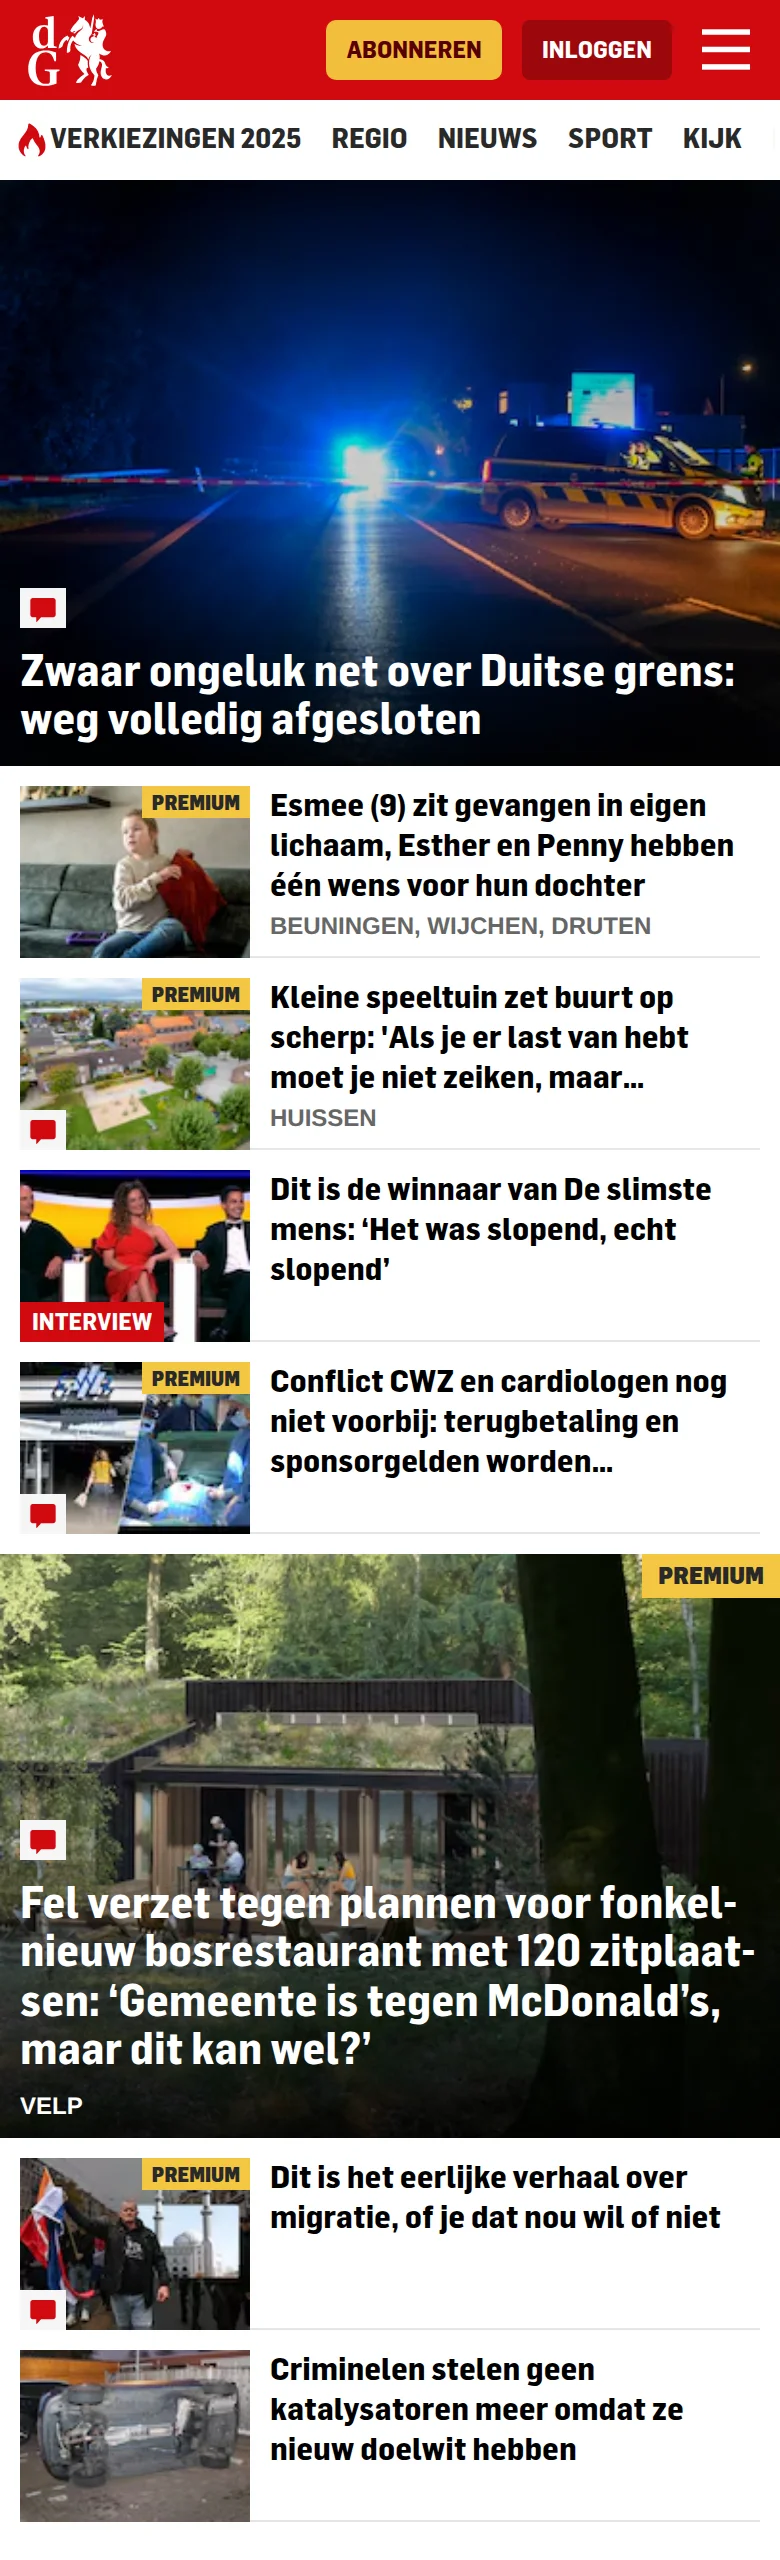 dG
ABONNEREN INLOGGEN
VERKIEZINGEN 2025 REGIO NIEUWS SPORT KIJK
Zwaar ongeluk net over Duitse grens:
weg volledig afgesloten
PREMIUM
Esmee (9) zit gevangen in eigen
lichaam, Esther en Penny hebben
één wens voor hun dochter
BEUNINGEN, WIJCHEN, DRUTEN
PREMIUM
Kleine speeltuin zet buurt op
scherp: 'Als je er last van hebt
moet je niet zeiken, maar...
HUISSEN
INTERVIEW
Dit is de winnaar van De slimste
mens: ‘Het was slopend, echt
slopend’
PREMIUM
Conflict CWZ en cardiologen nog
niet voorbij: terugbetaling en
sponsorgelden worden...
PREMIUM
Fel verzet tegen plannen voor fonkel-
nieuw bosrestaurant met 120 zitplaat-
sen: ‘Gemeente is tegen McDonald’s,
maar dit kan wel?’
VELP
PREMIUM
Dit is het eerlijke verhaal over
migratie, of je dat nou wil of niet
Criminelen stelen geen
katalysatoren meer omdat ze
nieuw doelwit hebben